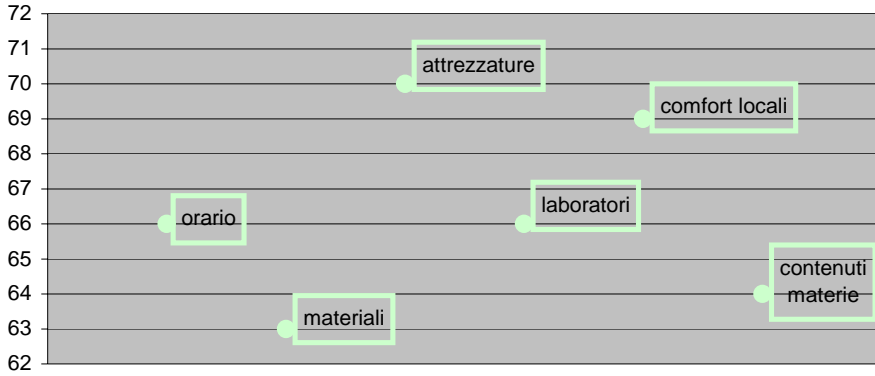 72
71
attrezzature
70
comfort locali
69
68
67
laboratori
orario
66
65
contenuti
materie
64
materiali
63
62